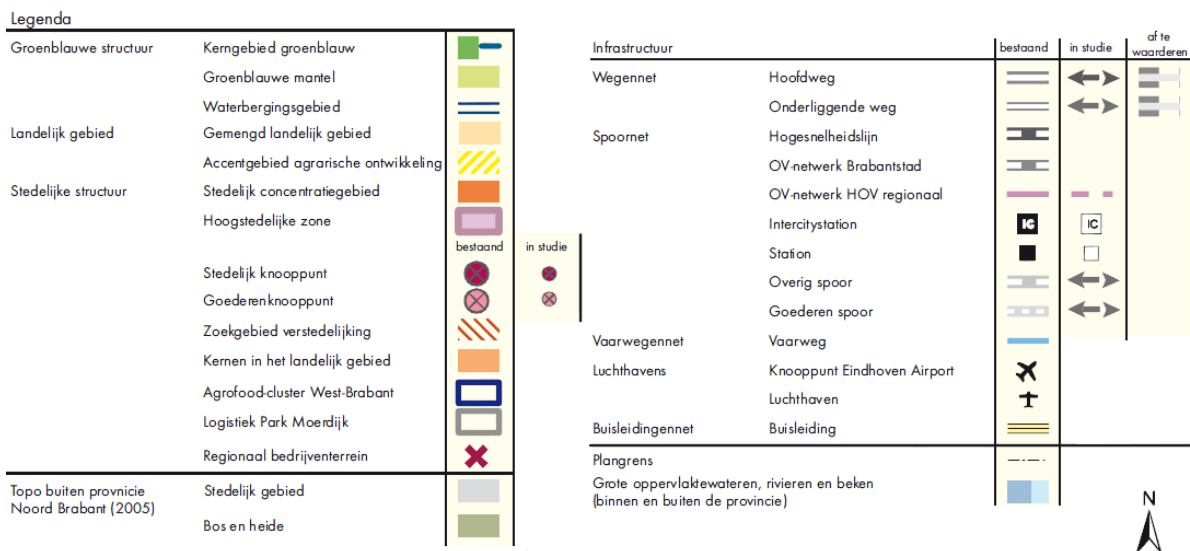 Legenda
Groenblauwe structuur Kerngebied groenblauw
Groenblauwe mantel
Waterbergingsgebied
Landelijk gebied Gemengd landelijk gebied
Accentgebied agrarische ontwikkeling
Stedelijke structuur Stedelijk concentratiegebied
Hoogstedelijke zone
bestaand in studie
Stedelijk knooppunt
Goederenknooppunt
Zoekgebied verstedelijking
Kernen in het landelijk gebied
Agrofood-cluster West-Brabant
Logistiek Park Moerdijk
Regionaal bedrijventerrein
Topo buiten provnicie Stedelijk gebied
Noord Brabant (2005)
Bos en heide
af te
Infrastructuur bestaand in studie waarderen
Wegennet Hoofdweg
Onderliggende weg
Spoornet Hogesnelheidslijn
OV-netwerk Brabantstad
OV-netwerk HOV regionaal
Intercitystation IC IC
Station
Overig spoor
Goederen spoor
Vaarwegennet Vaarweg
Luchthavens Knooppunt Eindhoven Airport
Luchthaven
Buisleidingennet Buisleiding
Plangrens
Grote oppervlaktewateren, rivieren en beken
(binnen en buiten de provincie)
N